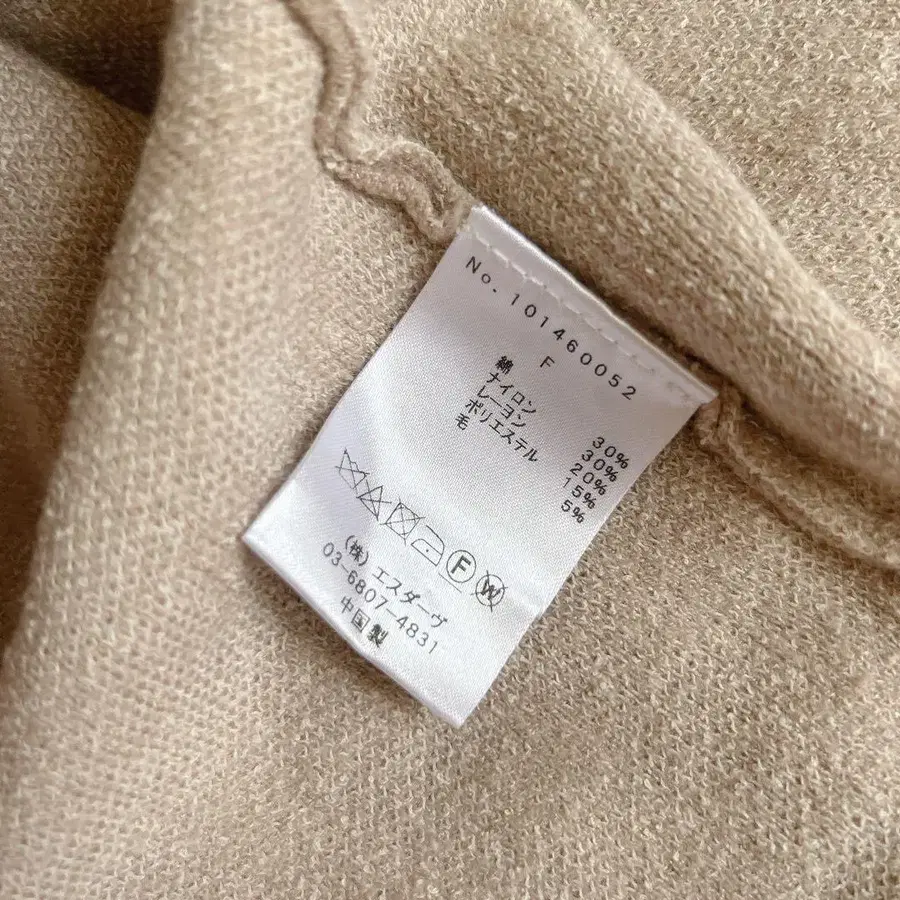 No.101460052
F
綿 30%
ナイロン 30%
レーヨン 20%
ポリエステル 15%
毛 5%
F W
(株)エスダーヴ
03-6807-4831
中国製